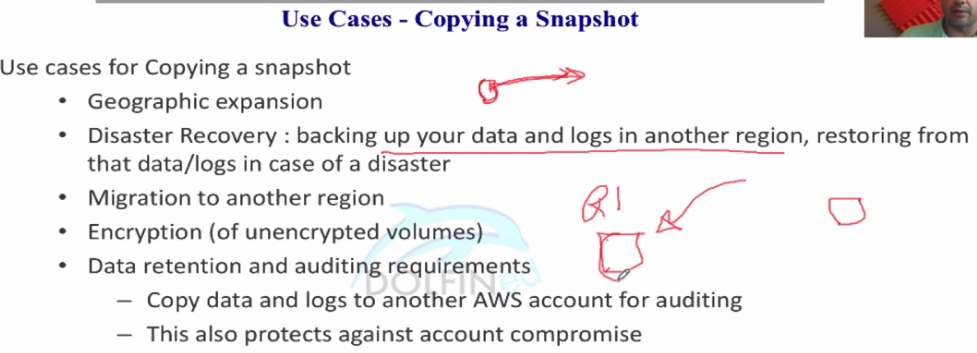 Use Cases - Copying a Snapshot
Use cases for Copying a snapshot
• Geographic expansion
• Disaster Recovery : backing up your data and logs in another region, restoring from
that data/logs in case of a disaster
• Migration to another region
R1
• Encryption (of unencrypted volumes)
• Data retention and auditing requirements
DOLFINed
– Copy data and logs to another AWS account for auditing
– This also protects against account compromise